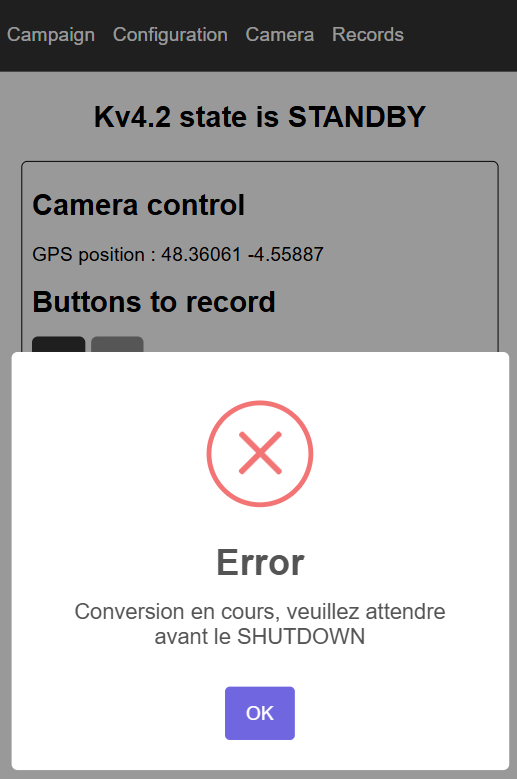 Campaign Configuration Camera Records
Kv4.2 state is STANDBY
Camera control
GPS position : 48.36061 -4.55887
Buttons to record
Error
Conversion en cours, veuillez attendre
avant le SHUTDOWN
OK